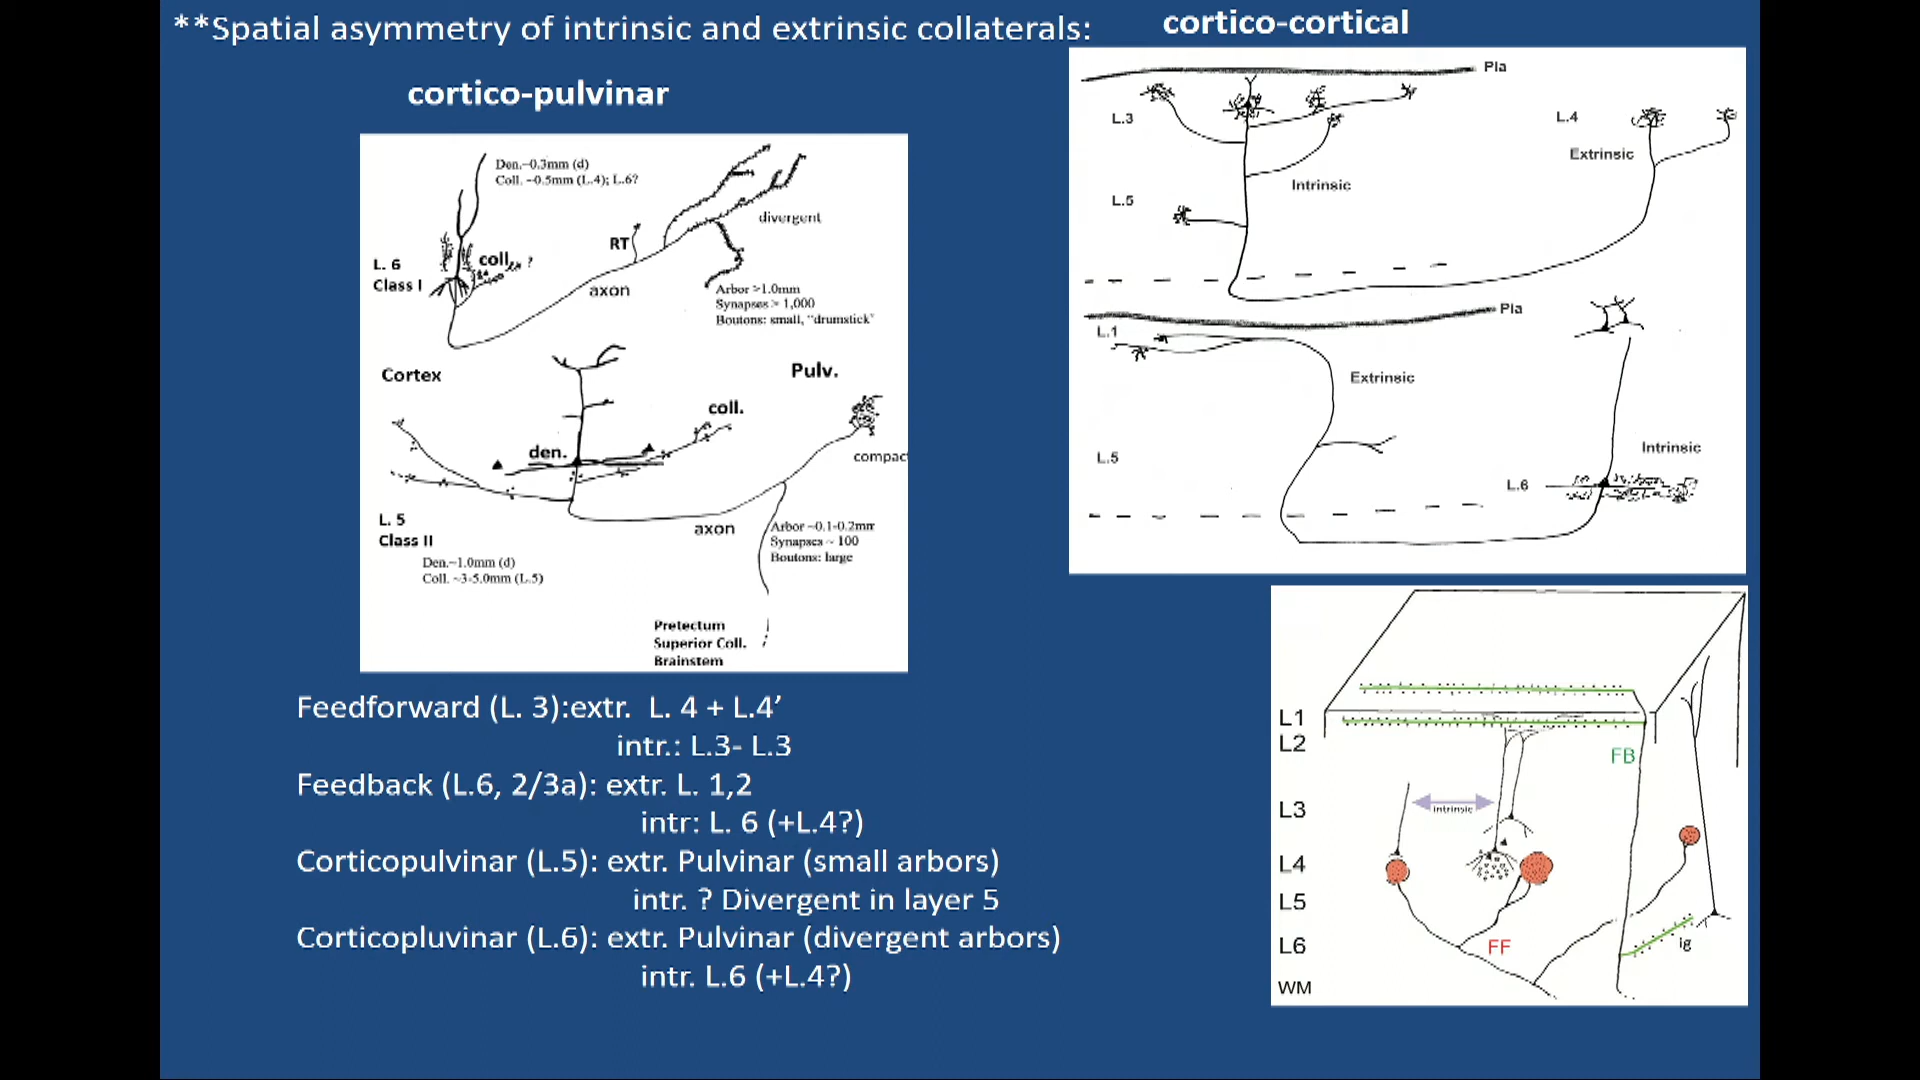 **Spatial asymmetry of intrinsic and extrinsic collaterals:
cortico-cortical
cortico-pulvinar
Den.~0.3mm (d)
Coll. ~0.5mm (L.4); L.6?
divergent
RT
L. 6
Class I
coll.
?
axon
Arbor >1.0mm
Synapses > 1,000
Boutons: small, "drumstick"
Cortex
Pulv.
coll.
den.
compact
L. 5
Class II
axon
Arbor ~0.1-0.2mm
Synapses ~ 100
Boutons: large
Den.~1.0mm (d)
Coll. ~3-5.0mm (L.5)
Pretectum
Superior Coll.
Brainstem
Pia
L.3
L.4
Extrinsic
Intrinsic
L.5
Pia
L.1
Extrinsic
L.5
Intrinsic
L.6
Feedforward (L. 3):extr. L. 4 + L.4'
intr.: L.3- L.3
Feedback (L.6, 2/3a): extr. L. 1,2
intr: L. 6 (+L.4?)
Corticopulvinar (L.5): extr. Pulvinar (small arbors)
intr. ? Divergent in layer 5
Corticopluvinar (L.6): extr. Pulvinar (divergent arbors)
intr. L.6 (+L.4?)
L1
L2
FB
L3
intrinsic
L4
L5
L6
FF
ig
WM